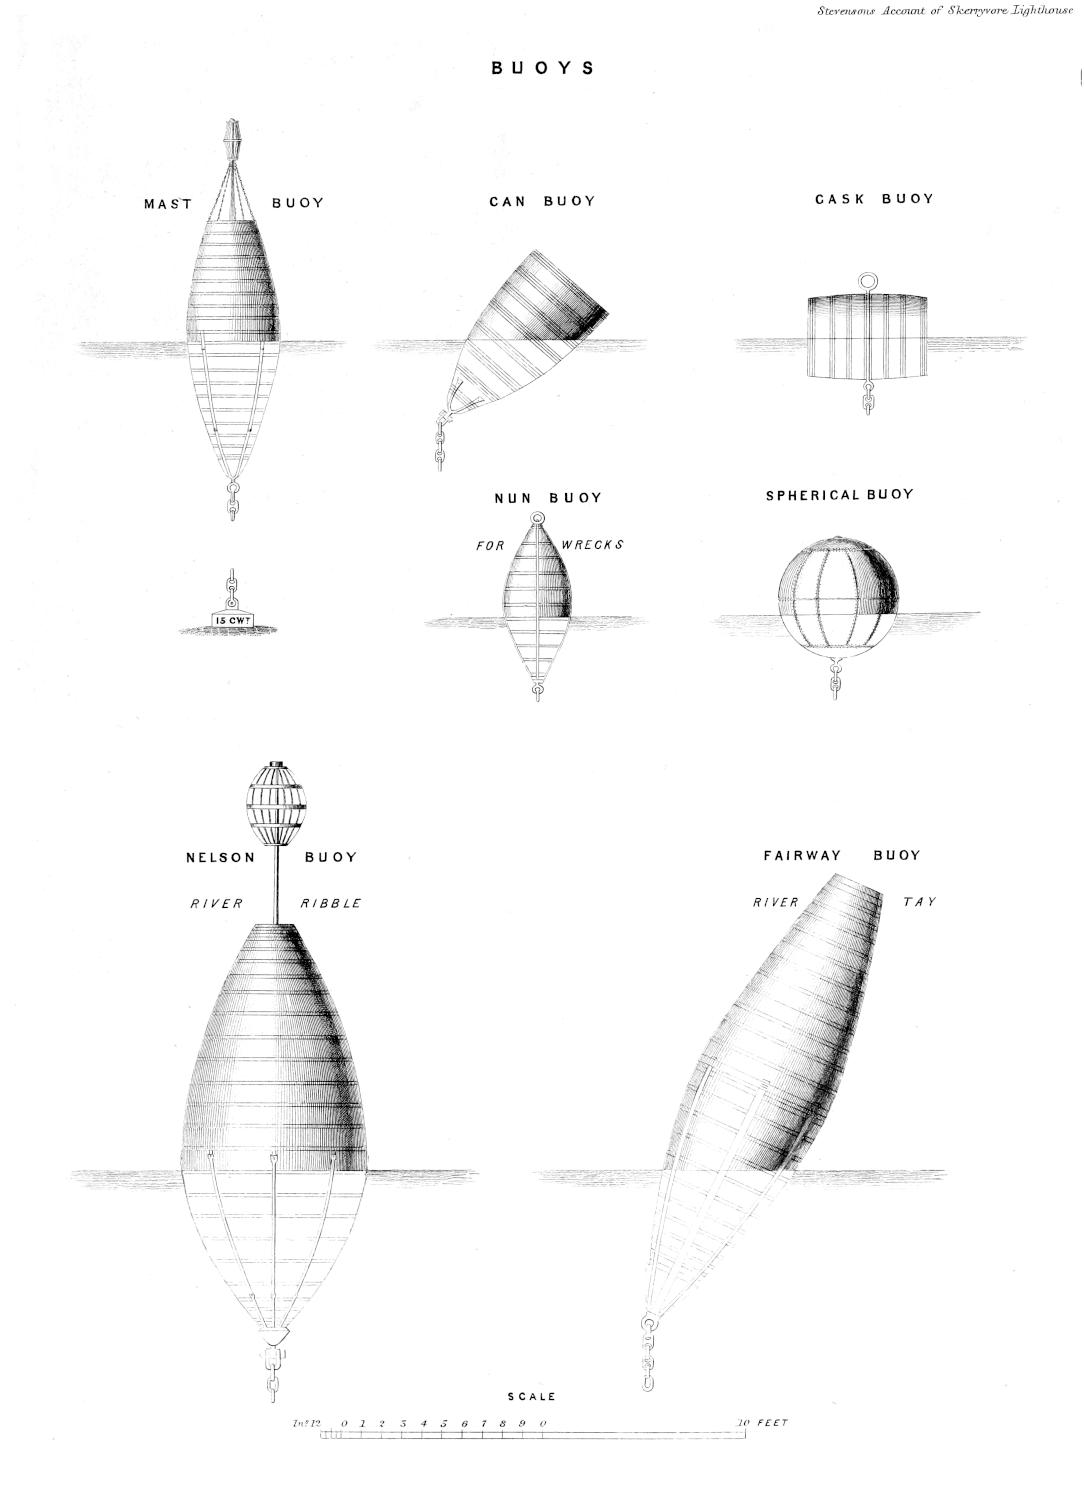 Stevensons Account of Skerryvore Lighthouse
BUOYS
MAST BUOY
CAN BUOY
CASK BUOY
NUN BUOY
FOR WRECKS
SPHERICAL BUOY
15 CWT
NELSON BUOY
RIVER RIBBLE
FAIRWAY BUOY
RIVER TAY
SCALE
Ins 12 0 1 2 3 4 5 6 7 8 9 0 10 FEET